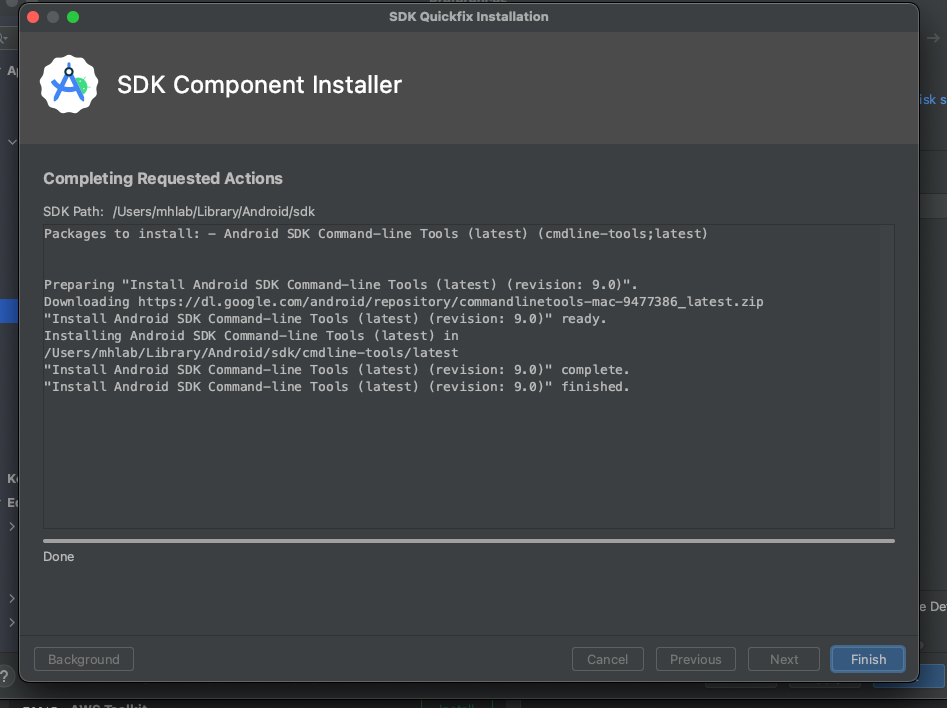 SDK Quickfix Installation
SDK Component Installer
isk s
Completing Requested Actions
SDK Path: /Users/mhlab/Library/Android/sdk
Packages to install: - Android SDK Command-line Tools (latest) (cmdline-tools;latest)
Preparing "Install Android SDK Command-line Tools (latest) (revision: 9.0)".
Downloading https://dl.google.com/android/repository/commandlinetools-mac-9477386_latest.zip
"Install Android SDK Command-line Tools (latest) (revision: 9.0)" ready.
Installing Android SDK Command-line Tools (latest) in
/Users/mhlab/Library/Android/sdk/cmdline-tools/latest
"Install Android SDK Command-line Tools (latest) (revision: 9.0)" complete.
"Install Android SDK Command-line Tools (latest) (revision: 9.0)" finished.
Done
e De
Background Cancel Previous Next Finish
?
AWS Toolkit